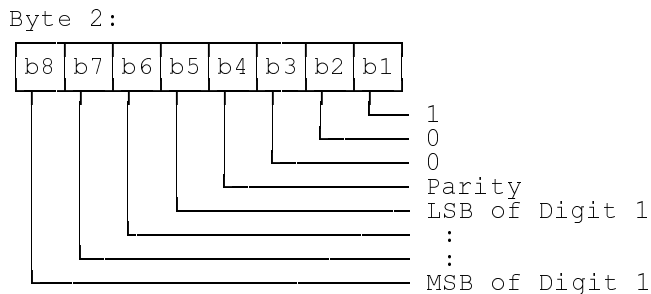 Byte 2:
b8 b7 b6 b5 b4 b3 b2 b1
1
0
0
Parity
LSB of Digit 1
:
:
MSB of Digit 1